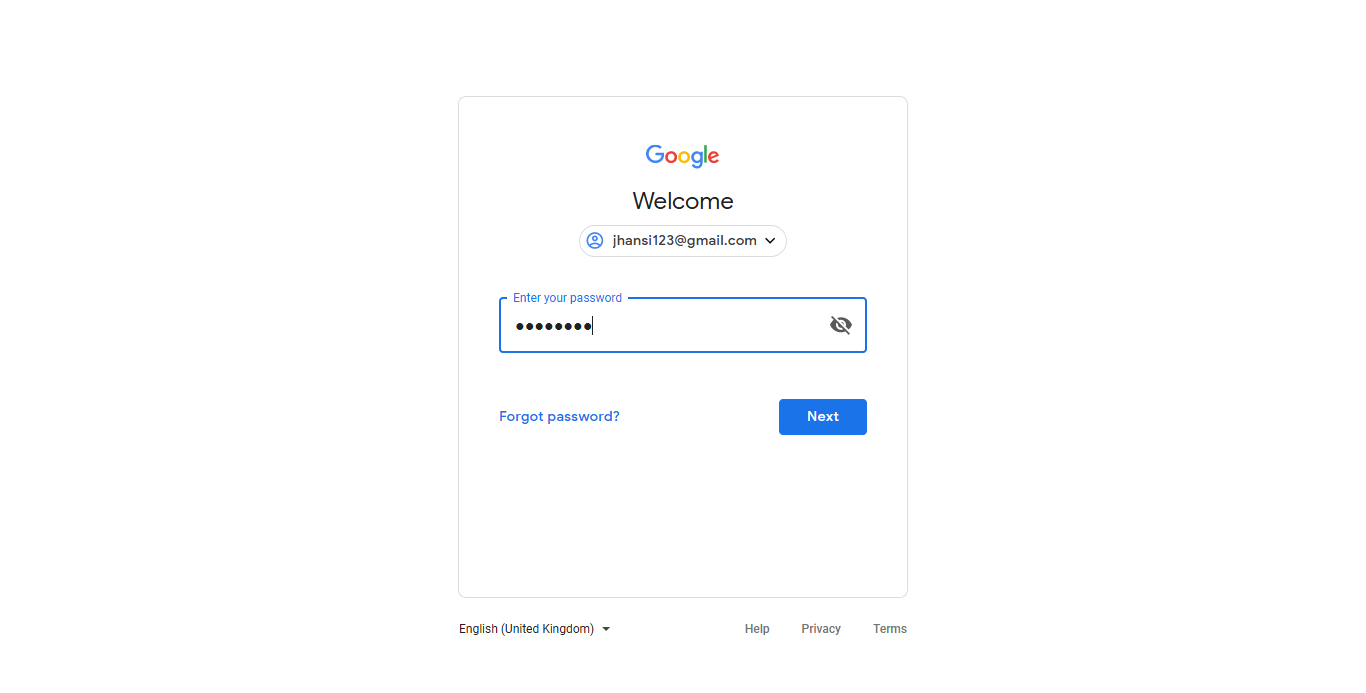 Google
Welcome
jhansi123@gmail.com
Enter your password
••••••••
Forgot password? Next
English (United Kingdom) Help Privacy Terms